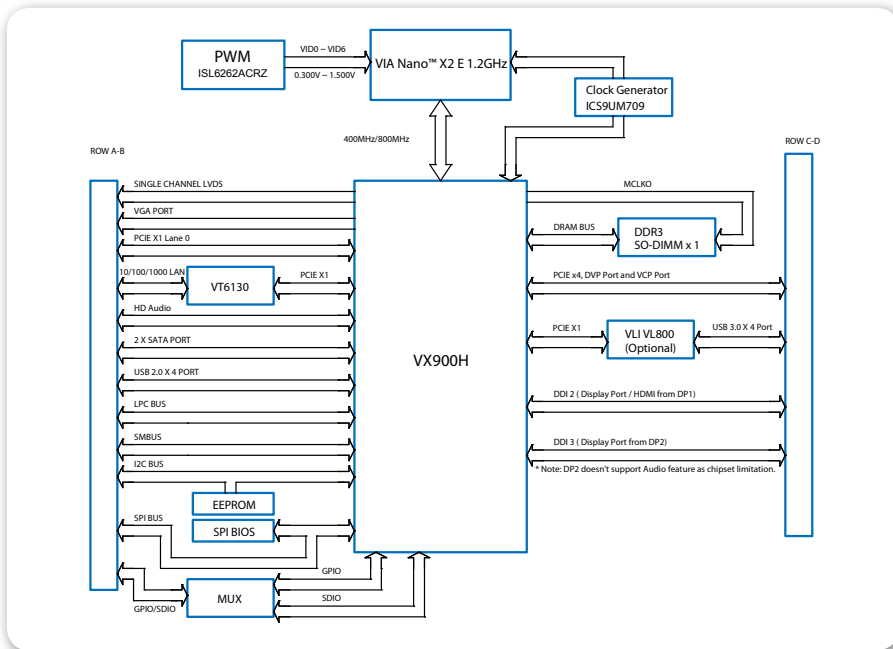 PWM
ISL6262ACRZ
VID0 ~ VID6
0.300V ~ 1.500V
VIA Nano™ X2 E 1.2GHz
Clock Generator
ICS9UM709
400MHz/800MHz
ROW A-B
ROW C-D
SINGLE CHANNEL LVDS
VGA PORT
PCIE X1 Lane 0
10/100/1000 LAN
VT6130
PCIE X1
HD Audio
2 X SATA PORT
USB 2.0 X 4 PORT
LPC BUS
SMBUS
I2C BUS
EEPROM
SPI BUS
SPI BIOS
GPIO/SDIO
MUX
GPIO
SDIO
VX900H
MCLKO
DRAM BUS
DDR3
SO-DIMM x 1
PCIE x4, DVP Port and VCP Port
PCIE X1
VLI VL800
(Optional)
USB 3.0 X 4 Port
DDI 2 ( Display Port / HDMI from DP1)
DDI 3 ( Display Port from DP2)
* Note: DP2 doesn't support Audio feature as chipset limitation.